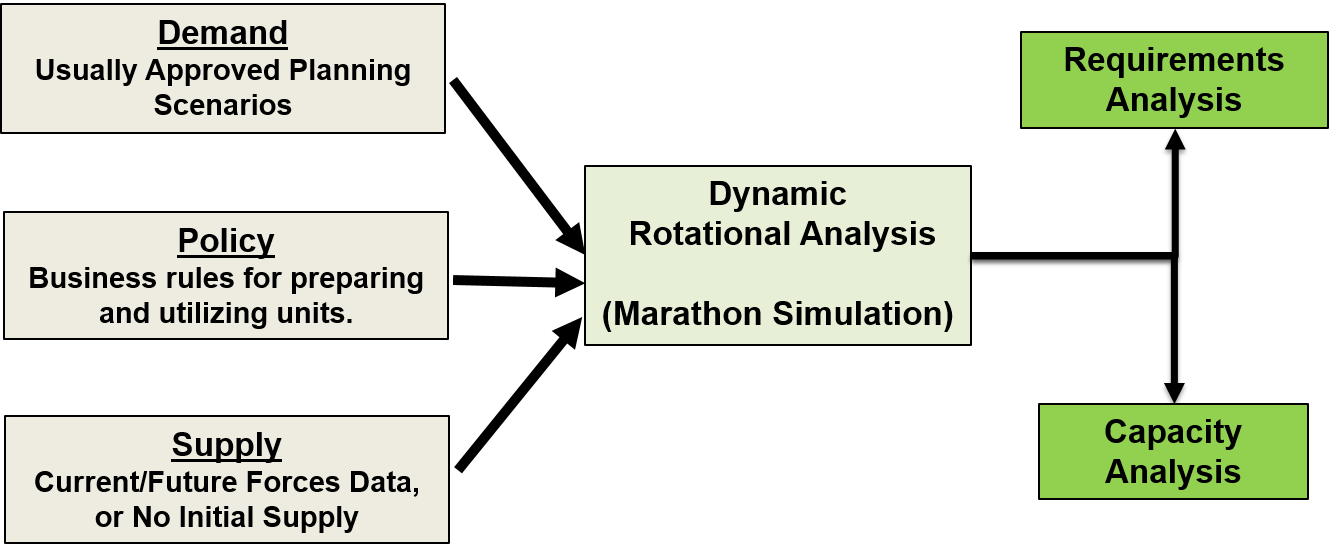 Demand
Usually Approved Planning
Scenarios
Policy
Business rules for preparing
and utilizing units.
Supply
Current/Future Forces Data,
or No Initial Supply
Dynamic
Rotational Analysis
(Marathon Simulation)
Requirements
Analysis
Capacity
Analysis